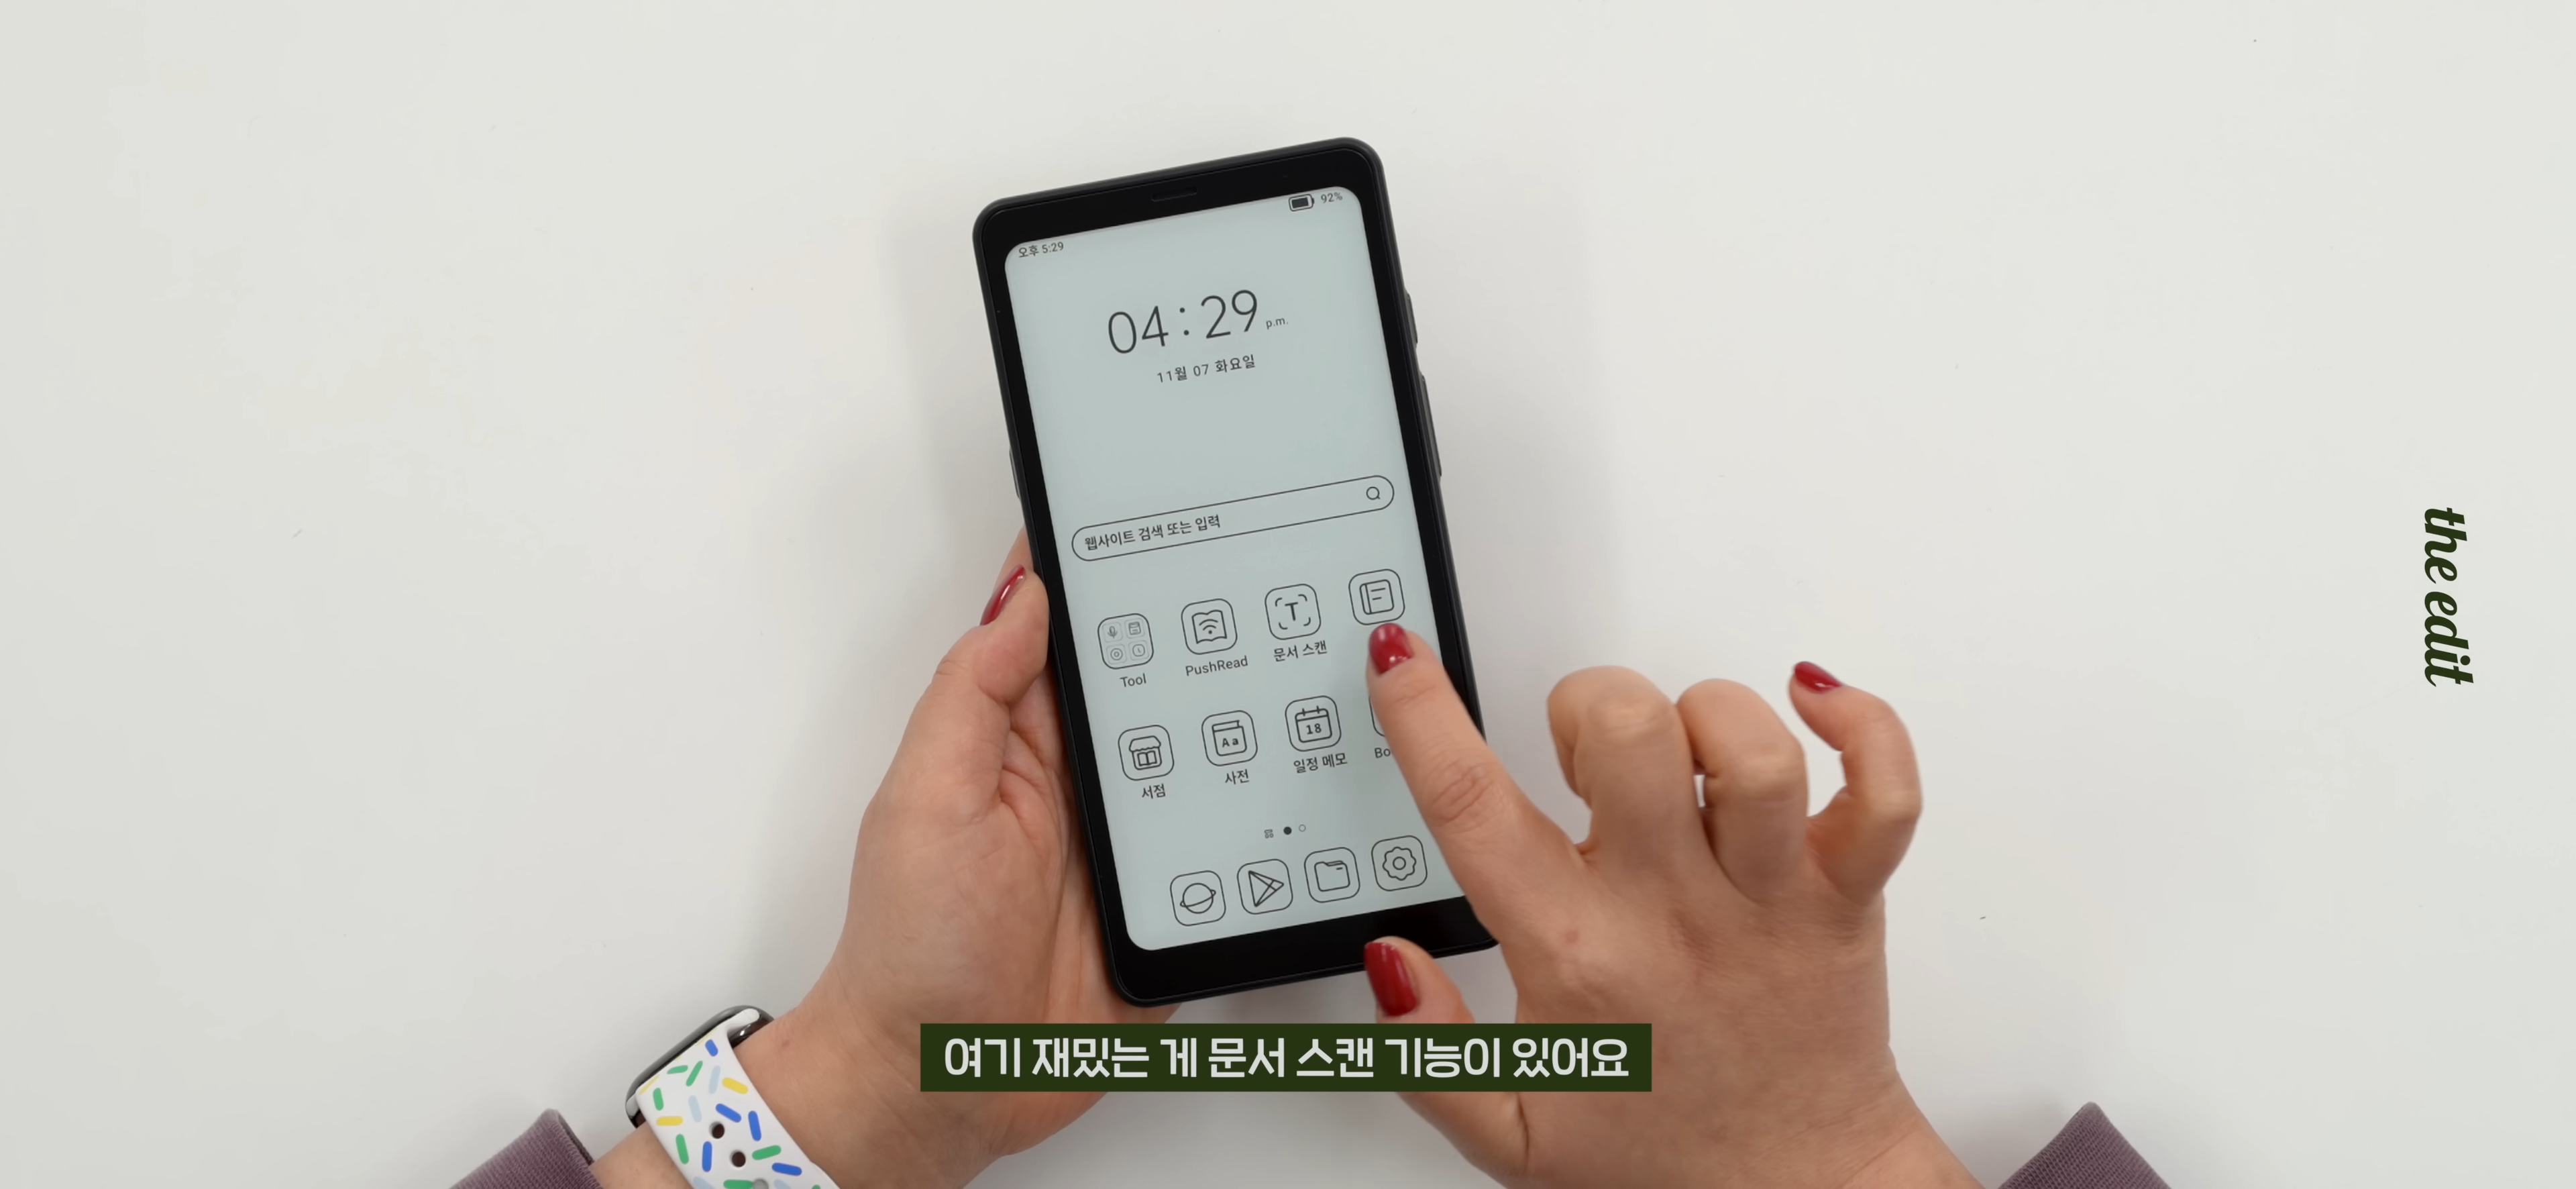 오후 5:29
92%
04:29 p.m.
11월 07 화요일
웹사이트 검색 또는 입력
Tool
PushRead
T
문서 스캔
서점
Aa
사전
18
일정 메모
the edit
여기 재밌는 게 문서 스캔 기능이 있어요